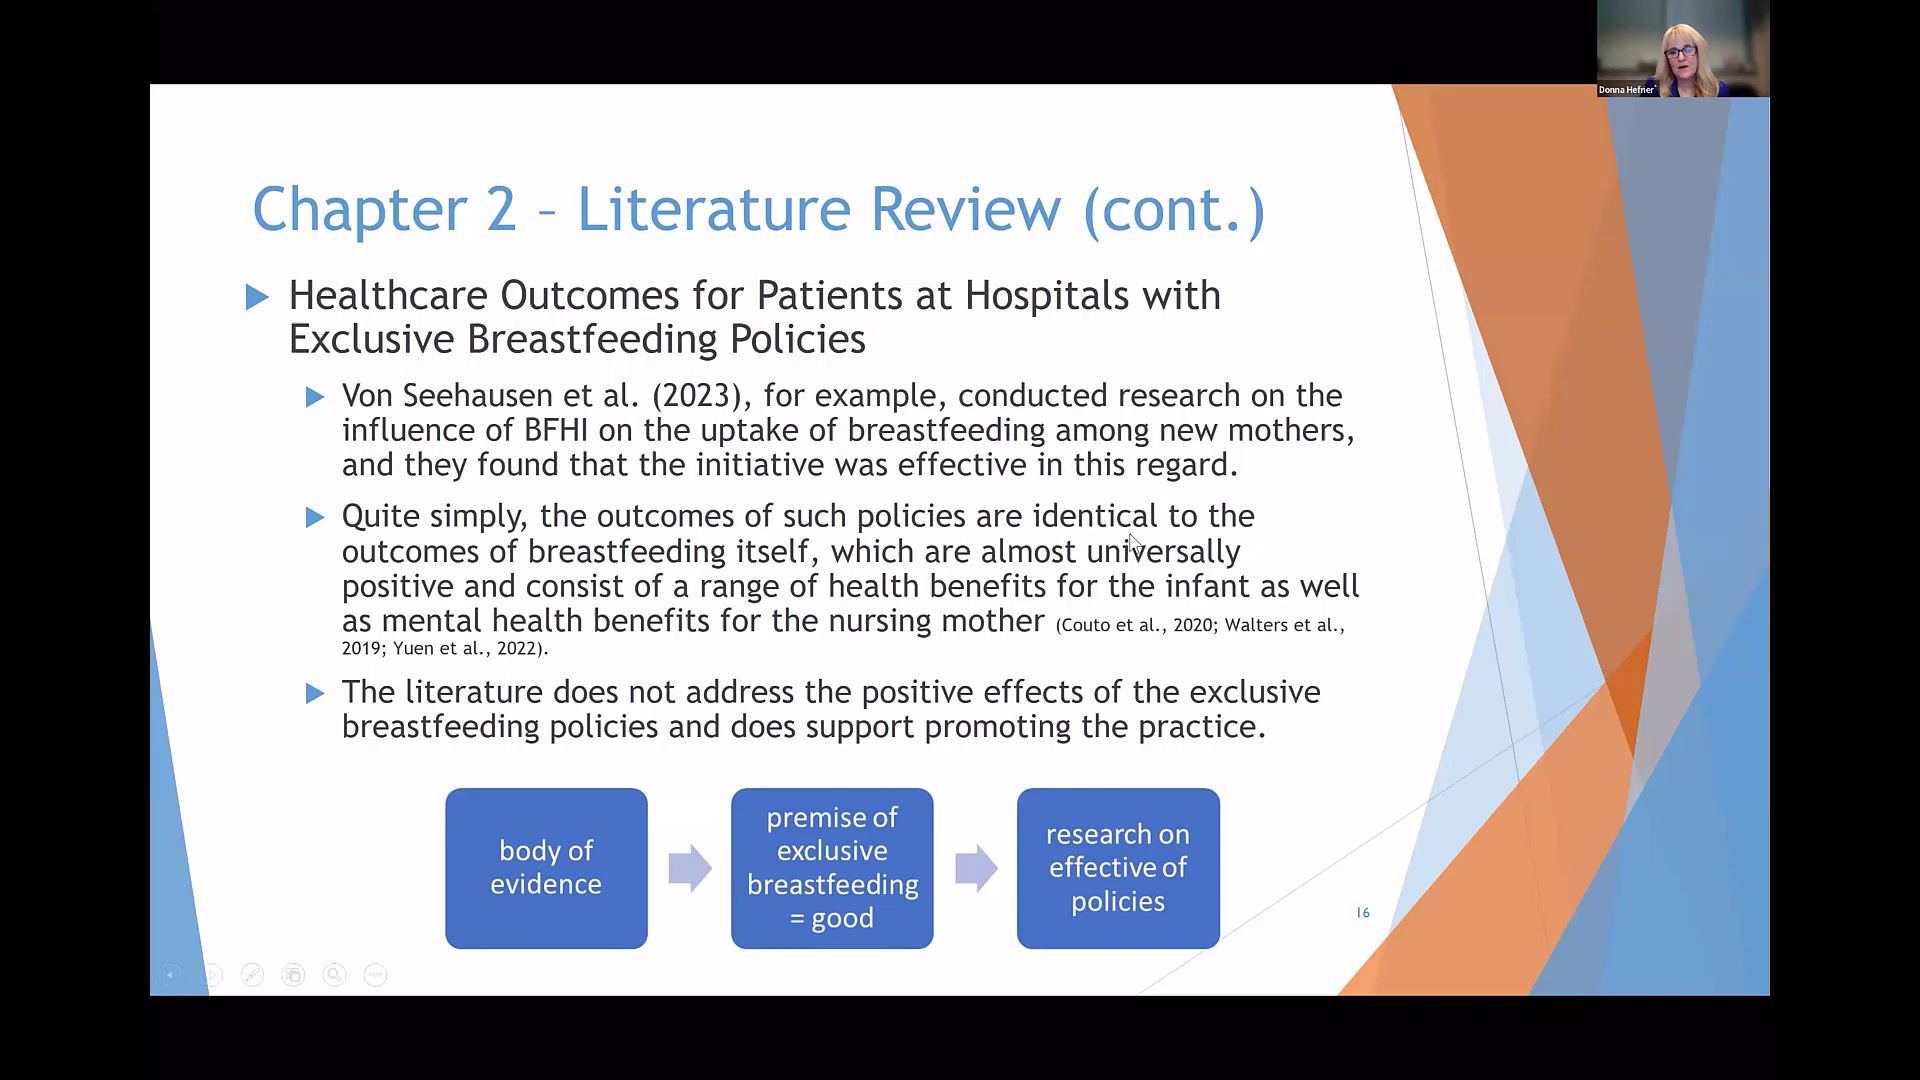 Donna Hefner
Chapter 2 – Literature Review (cont.)
Healthcare Outcomes for Patients at Hospitals with
Exclusive Breastfeeding Policies
Von Seehausen et al. (2023), for example, conducted research on the
influence of BFHI on the uptake of breastfeeding among new mothers,
and they found that the initiative was effective in this regard.
Quite simply, the outcomes of such policies are identical to the
outcomes of breastfeeding itself, which are almost universally
positive and consist of a range of health benefits for the infant as well
as mental health benefits for the nursing mother (Couto et al., 2020; Walters et al.,
2019; Yuen et al., 2022).
The literature does not address the positive effects of the exclusive
breastfeeding policies and does support promoting the practice.
body of
evidence
premise of
exclusive
breastfeeding
= good
research on
effective of
policies
16